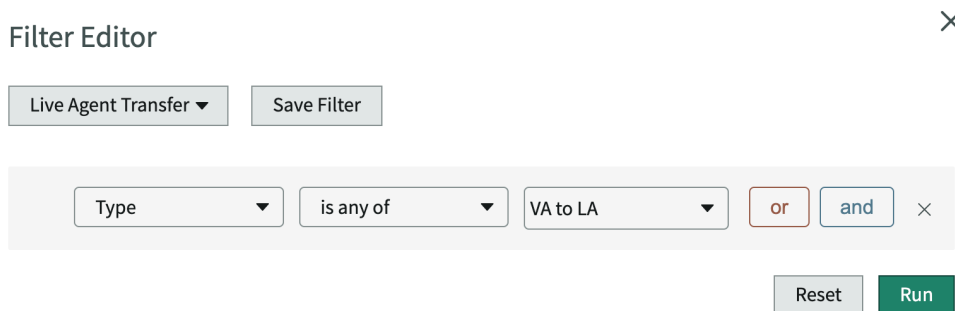 Filter Editor
Live Agent Transfer Save Filter
Type is any of VA to LA or and
Reset Run